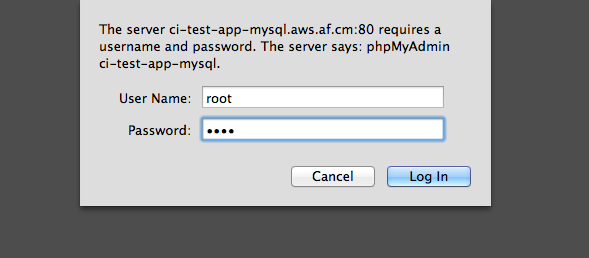 The server ci-test-app-mysql.aws.af.cm:80 requires a
username and password. The server says: phpMyAdmin
ci-test-app-mysql.
User Name: root
Password: ••••
Cancel Log In